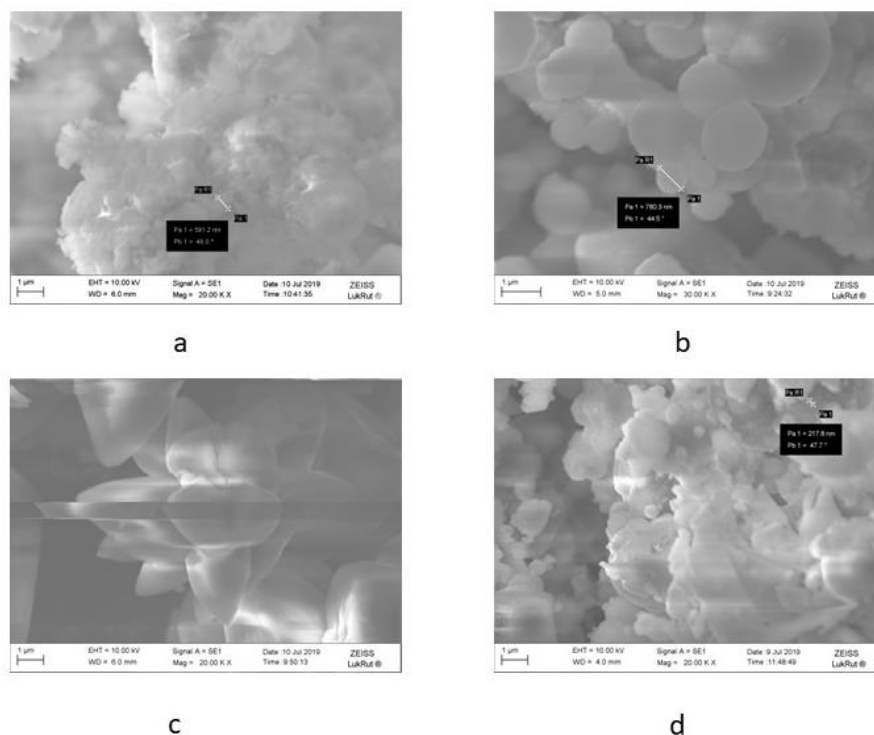 Pa R1
Pa 1
Pa 1 = 591.2 nm
Pb 1 = 48.0 °
1 µm
EHT = 10.00 kV
Signal A = SE1
Date :10 Jul 2019
ZEISS
WD = 6.0 mm
Mag = 20.00 K X
Time :10:41:35
LukRut ®
a
Pa R1
Pa 1
Pa 1 = 780.3 nm
Pb 1 = 44.5 °
1 µm
EHT = 10.00 kV
Signal A = SE1
Date :10 Jul 2019
ZEISS
WD = 5.0 mm
Mag = 30.00 K X
Time :9:24:32
LukRut ®
b
1 µm
EHT = 10.00 kV
Signal A = SE1
Date :10 Jul 2019
ZEISS
WD = 6.0 mm
Mag = 20.00 K X
Time :9:50:13
LukRut ®
c
Pa R1
Pa 1
Pa 1 = 217.8 nm
Pb 1 = 47.7 °
1 µm
EHT = 10.00 kV
Signal A = SE1
Date :9 Jul 2019
ZEISS
WD = 4.0 mm
Mag = 20.00 K X
Time :11:48:49
LukRut ®
d